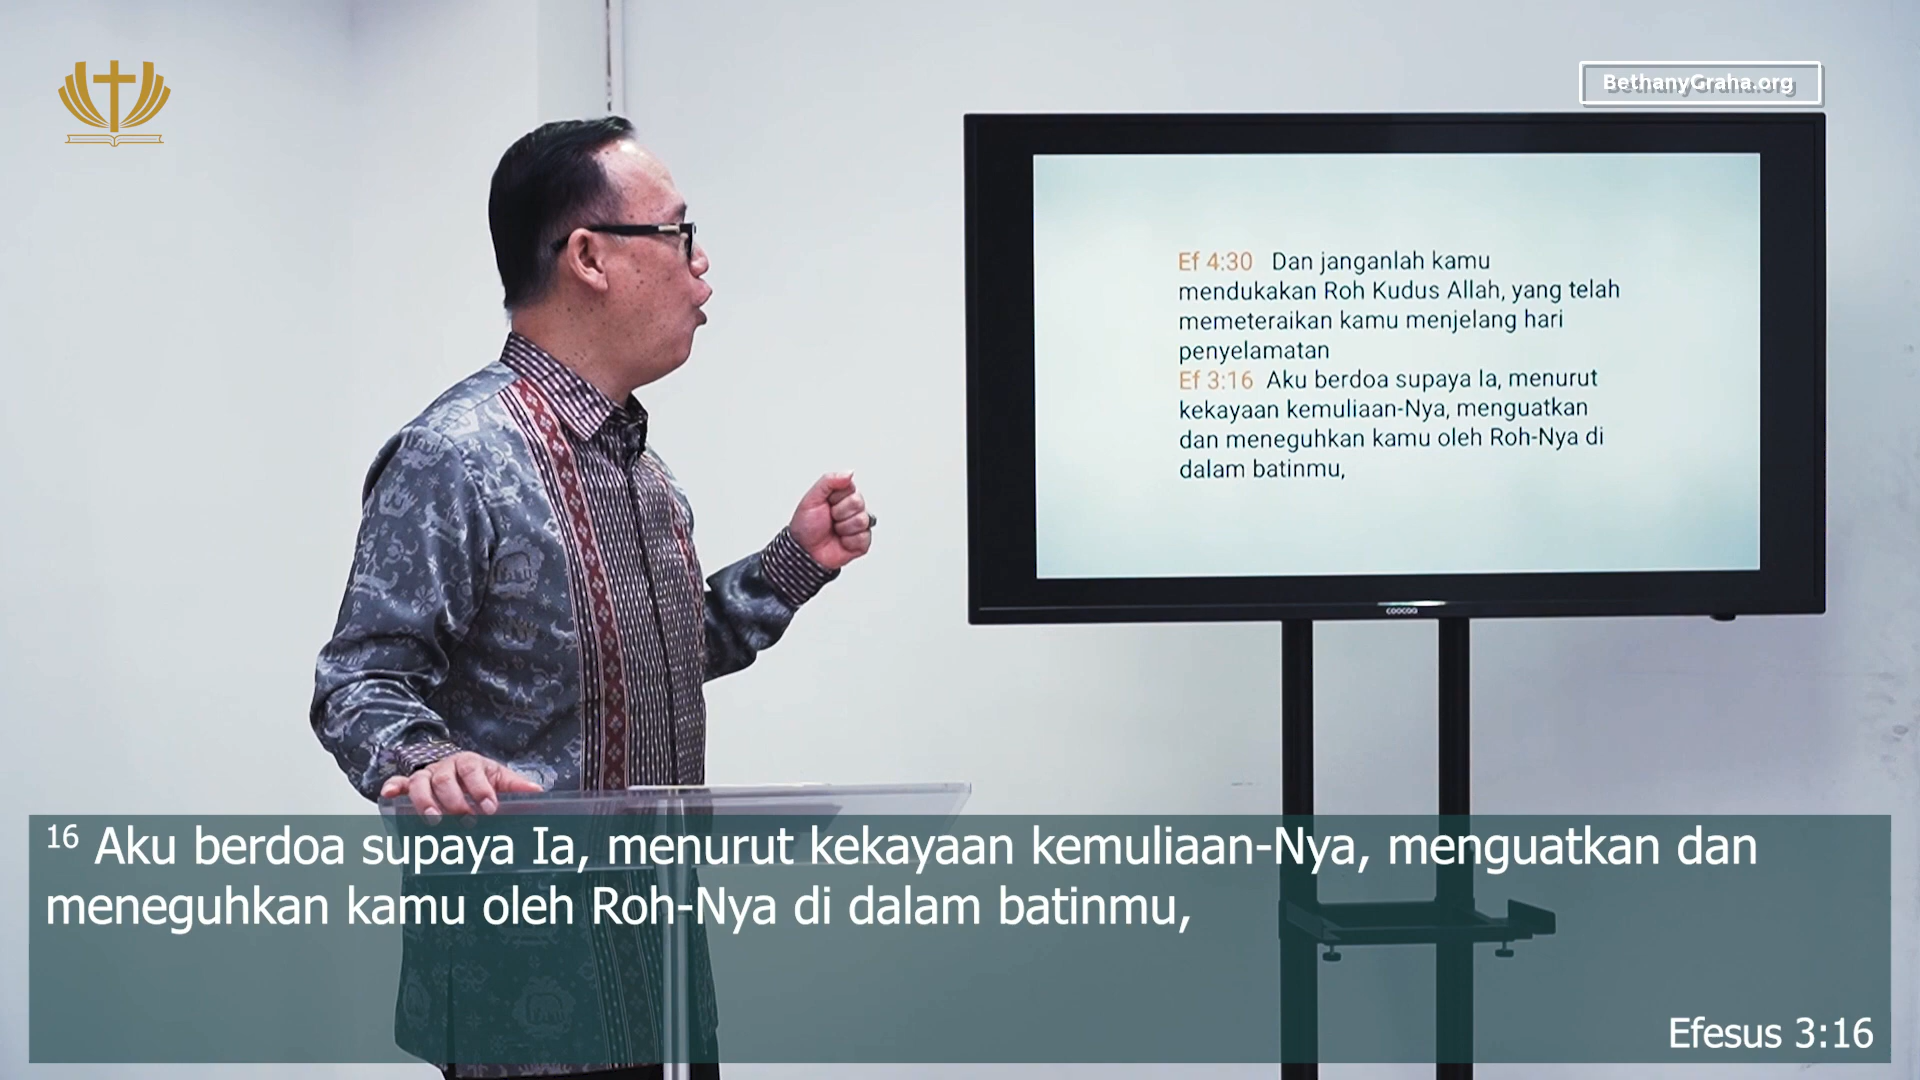 BethanyGraha.org
Ef 4:30 Dan janganlah kamu
mendukakan Roh Kudus Allah, yang telah
memeteraikan kamu menjelang hari
penyelamatan
Ef 3:16 Aku berdoa supaya Ia, menurut
kekayaan kemuliaan-Nya, menguatkan
dan meneguhkan kamu oleh Roh-Nya di
dalam batinmu,
coocaa
16 Aku berdoa supaya Ia, menurut kekayaan kemuliaan-Nya, menguatkan dan
meneguhkan kamu oleh Roh-Nya di dalam batinmu,
Efesus 3:16